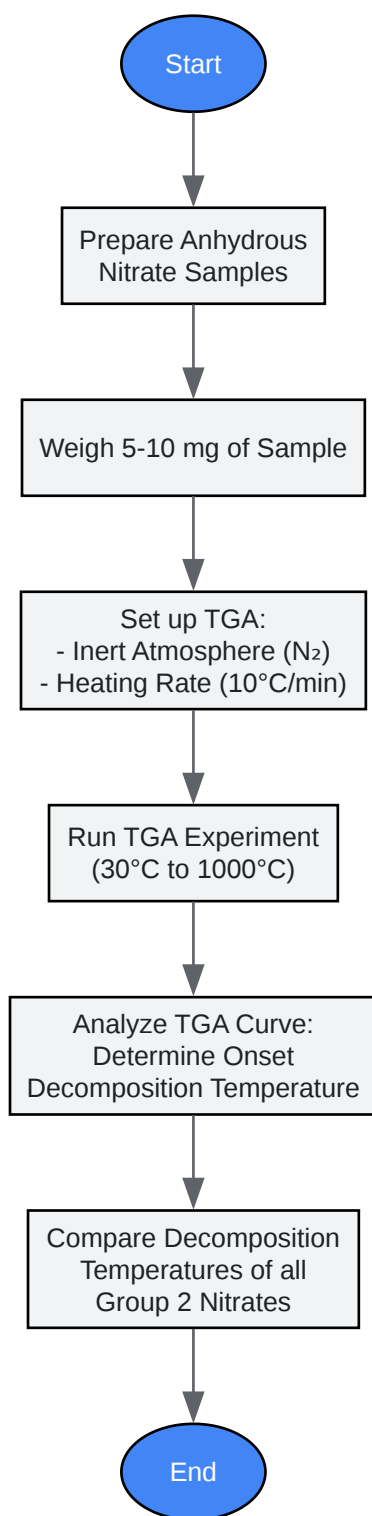 Start
Prepare Anhydrous
Nitrate Samples
Weigh 5-10 mg of Sample
Set up TGA:
- Inert Atmosphere (N₂)
- Heating Rate (10°C/min)
Run TGA Experiment
(30°C to 1000°C)
Analyze TGA Curve:
Determine Onset
Decomposition Temperature
Compare Decomposition
Temperatures of all
Group 2 Nitrates
End